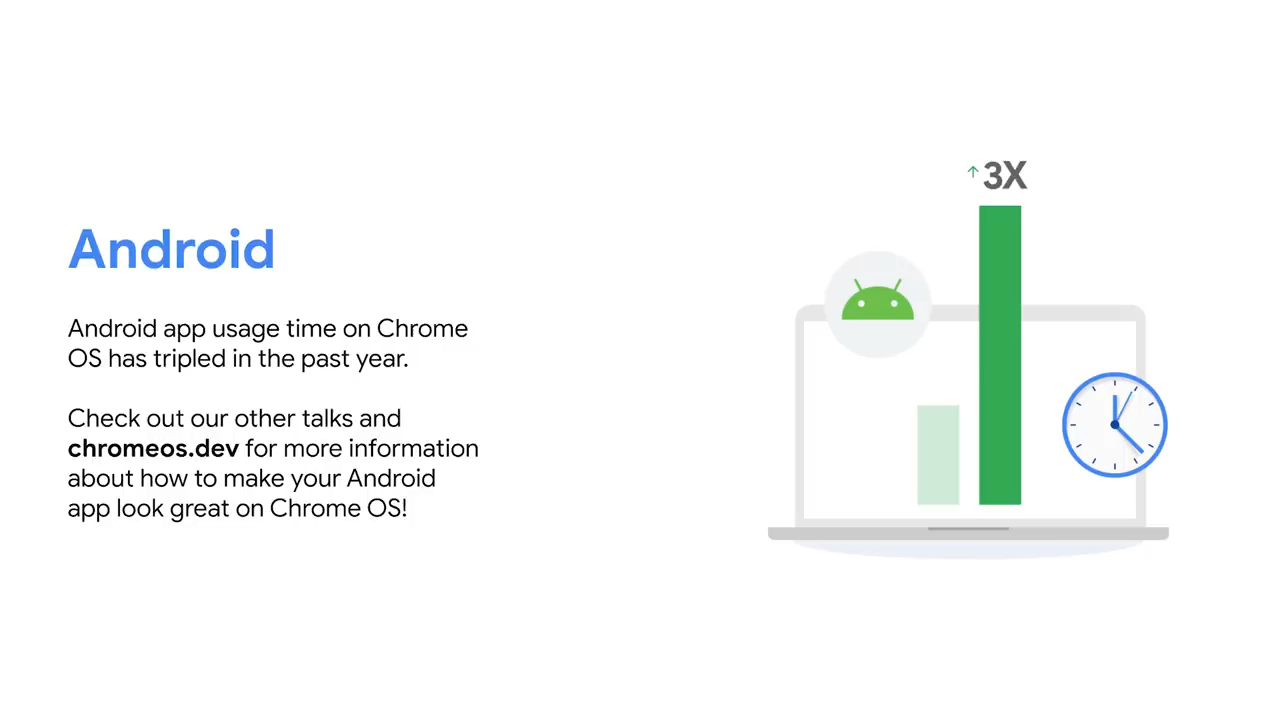 Android
Android app usage time on Chrome
OS has tripled in the past year.
Check out our other talks and
chromeos.dev for more information
about how to make your Android
app look great on Chrome OS!
↑3X